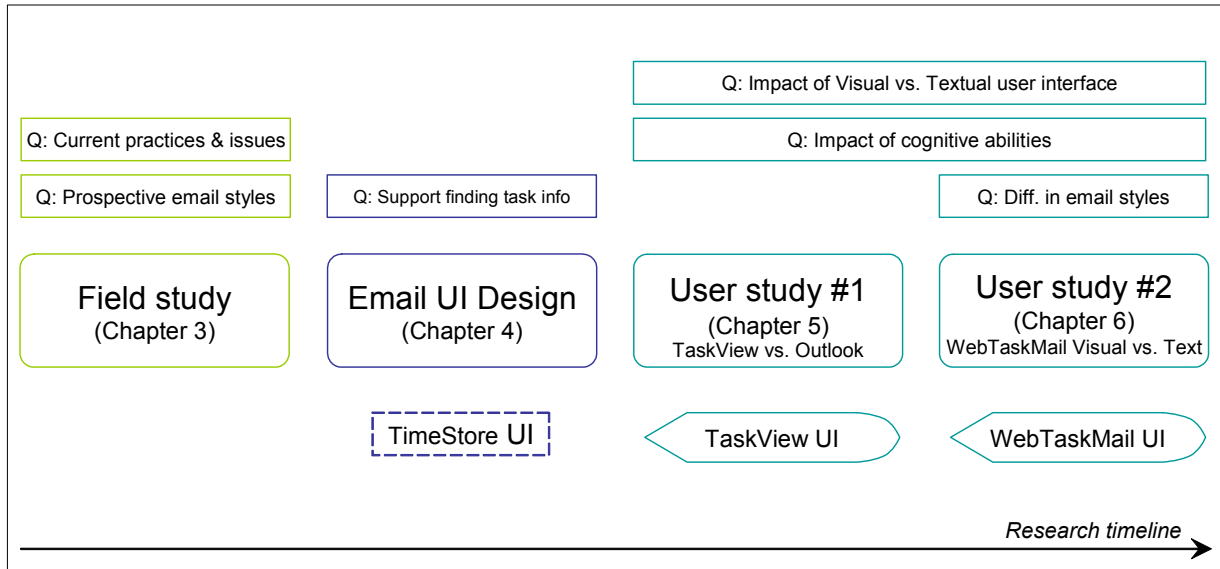 Q: Impact of Visual vs. Textual user interface
Q: Current practices & issues
Q: Impact of cognitive abilities
Q: Prospective email styles
Q: Support finding task info
Q: Diff. in email styles
Field study
(Chapter 3)
Email UI Design
(Chapter 4)
User study #1
(Chapter 5)
TaskView vs. Outlook
User study #2
(Chapter 6)
WebTaskMail Visual vs. Text
TimeStore UI
TaskView UI
WebTaskMail UI
Research timeline